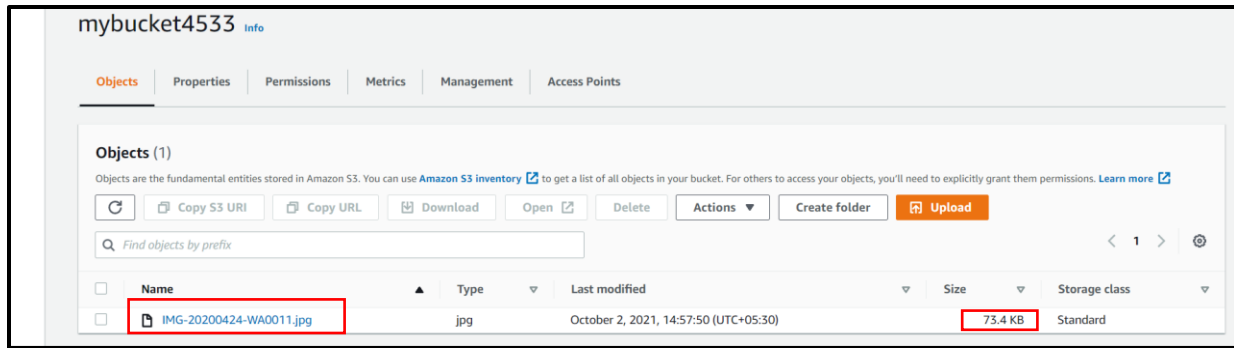 mybucket4533 Info
Objects Properties Permissions Metrics Management Access Points
Objects (1)
Objects are the fundamental entities stored in Amazon S3. You can use Amazon S3 inventory to get a list of all objects in your bucket. For others to access your objects, you'll need to explicitly grant them permissions. Learn more
Copy S3 URI Copy URL Download Open Delete Actions Create folder Upload
Find objects by prefix
1
Name Type Last modified Size Storage class
IMG-20200424-WA0011.jpg jpg October 2, 2021, 14:57:50 (UTC+05:30) 73.4 KB Standard